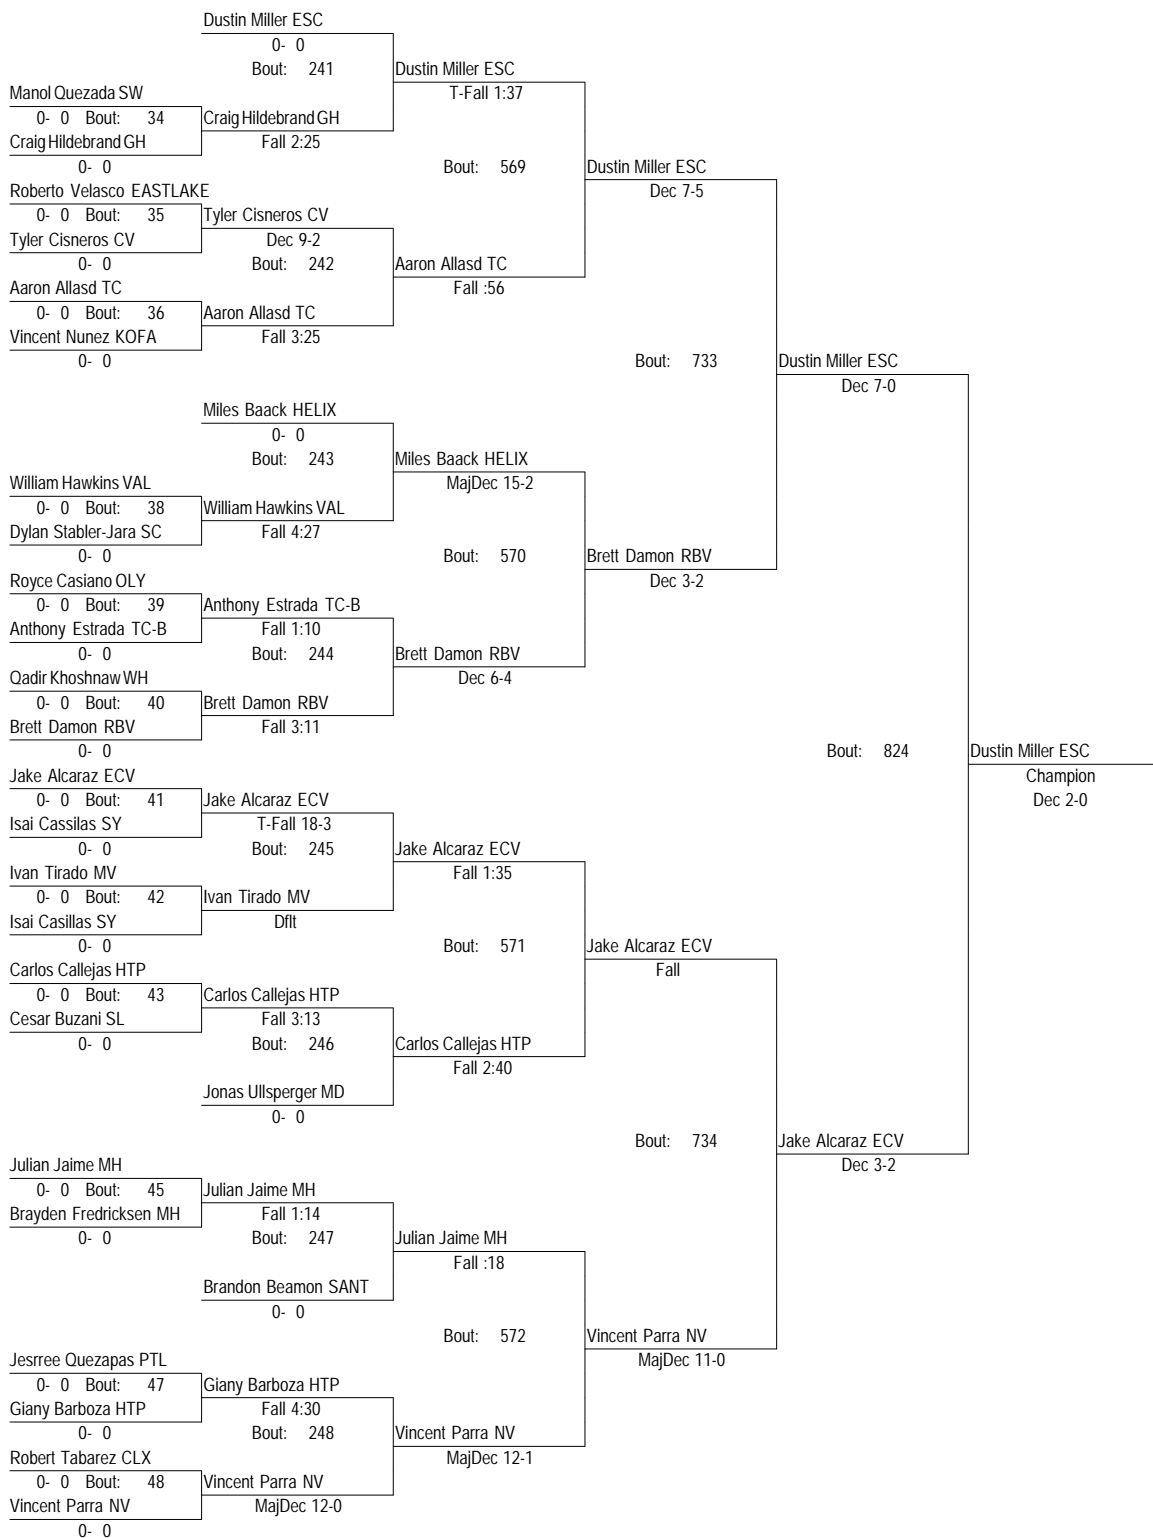 Dustin Miller ESC
0- 0
Bout: 241
Dustin Miller ESC
T-Fall 1:37
Manol Quezada SW
0- 0 Bout: 34
Craig Hildebrand GH
Craig Hildebrand GH
Fall 2:25
0- 0
Bout: 569
Dustin Miller ESC
Dec 7-5
Roberto Velasco EASTLAKE
0- 0 Bout: 35
Tyler Cisneros CV
Tyler Cisneros CV
Dec 9-2
0- 0
Bout: 242
Aaron Allasd TC
Fall :56
Aaron Allasd TC
0- 0 Bout: 36
Aaron Allasd TC
Vincent Nunez KOFA
Fall 3:25
0- 0
Bout: 733
Dustin Miller ESC
Dec 7-0
Miles Baack HELIX
0- 0
Bout: 243
Miles Baack HELIX
MajDec 15-2
William Hawkins VAL
0- 0 Bout: 38
William Hawkins VAL
Dylan Stabler-Jara SC
Fall 4:27
0- 0
Bout: 570
Brett Damon RBV
Dec 3-2
Royce Casiano OLY
0- 0 Bout: 39
Anthony Estrada TC-B
Anthony Estrada TC-B
Fall 1:10
0- 0
Bout: 244
Brett Damon RBV
Dec 6-4
Qadir Khoshnaw WH
0- 0 Bout: 40
Brett Damon RBV
Brett Damon RBV
Fall 3:11
0- 0
Bout: 824
Dustin Miller ESC
Champion
Dec 2-0
Jake Alcaraz ECV
0- 0 Bout: 41
Jake Alcaraz ECV
Isai Cassilas SY
T-Fall 18-3
0- 0
Bout: 245
Jake Alcaraz ECV
Fall 1:35
Ivan Tirado MV
0- 0 Bout: 42
Ivan Tirado MV
Isai Casillas SY
Dflt
0- 0
Bout: 571
Jake Alcaraz ECV
Fall
Carlos Callejas HTP
0- 0 Bout: 43
Carlos Callejas HTP
Cesar Buzani SL
Fall 3:13
0- 0
Bout: 246
Carlos Callejas HTP
Fall 2:40
Jonas Ullsperger MD
0- 0
Bout: 734
Jake Alcaraz ECV
Dec 3-2
Julian Jaime MH
0- 0 Bout: 45
Julian Jaime MH
Brayden Fredricksen MH
Fall 1:14
0- 0
Bout: 247
Julian Jaime MH
Fall :18
Brandon Beamon SANT
0- 0
Bout: 572
Vincent Parra NV
MajDec 11-0
Jesrree Quezapas PTL
0- 0 Bout: 47
Giany Barboza HTP
Giany Barboza HTP
Fall 4:30
0- 0
Bout: 248
Vincent Parra NV
MajDec 12-1
Robert Tabarez CLX
0- 0 Bout: 48
Vincent Parra NV
Vincent Parra NV
MajDec 12-0
0- 0